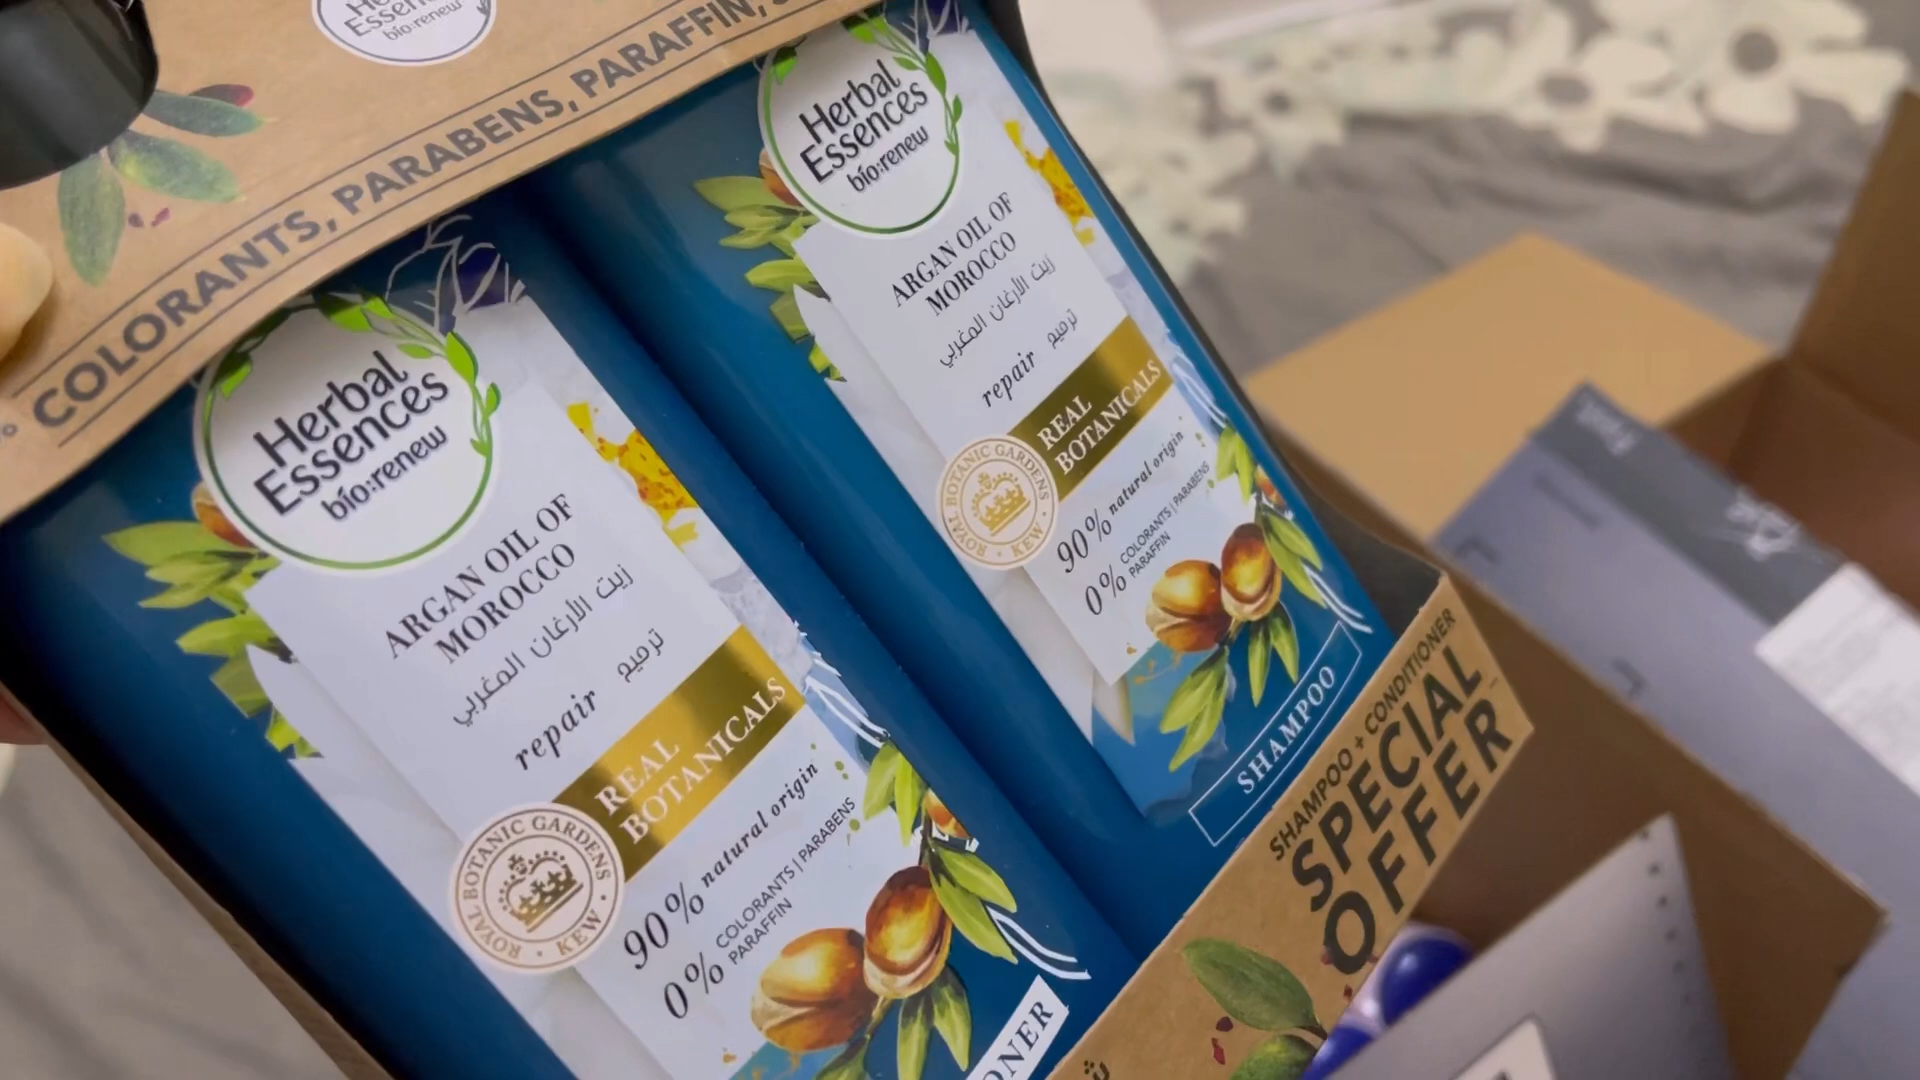 Essences
bio:renew
COLORANTS, PARABENS, PARAFFIN,
Herbal
Essences
bio:renew
ARGAN OIL OF
MOROCCO
زيت الأرغان المغربي
repair ترميم
REAL
BOTANICALS
ROYAL BOTANIC GARDENS
KEW
90% natural origin
0% COLORANTS | PARABENS
PARAFFIN
Herbal
Essences
bio:renew
ARGAN OIL OF
MOROCCO
زيت الأرغان المغربي
repair ترميم
REAL
BOTANICALS
ROYAL BOTANIC GARDENS
KEW
90% natural origin
0% COLORANTS | PARABENS
PARAFFIN
SHAMPOO
SHAMPOO + CONDITIONER
SPECIAL
OFFER